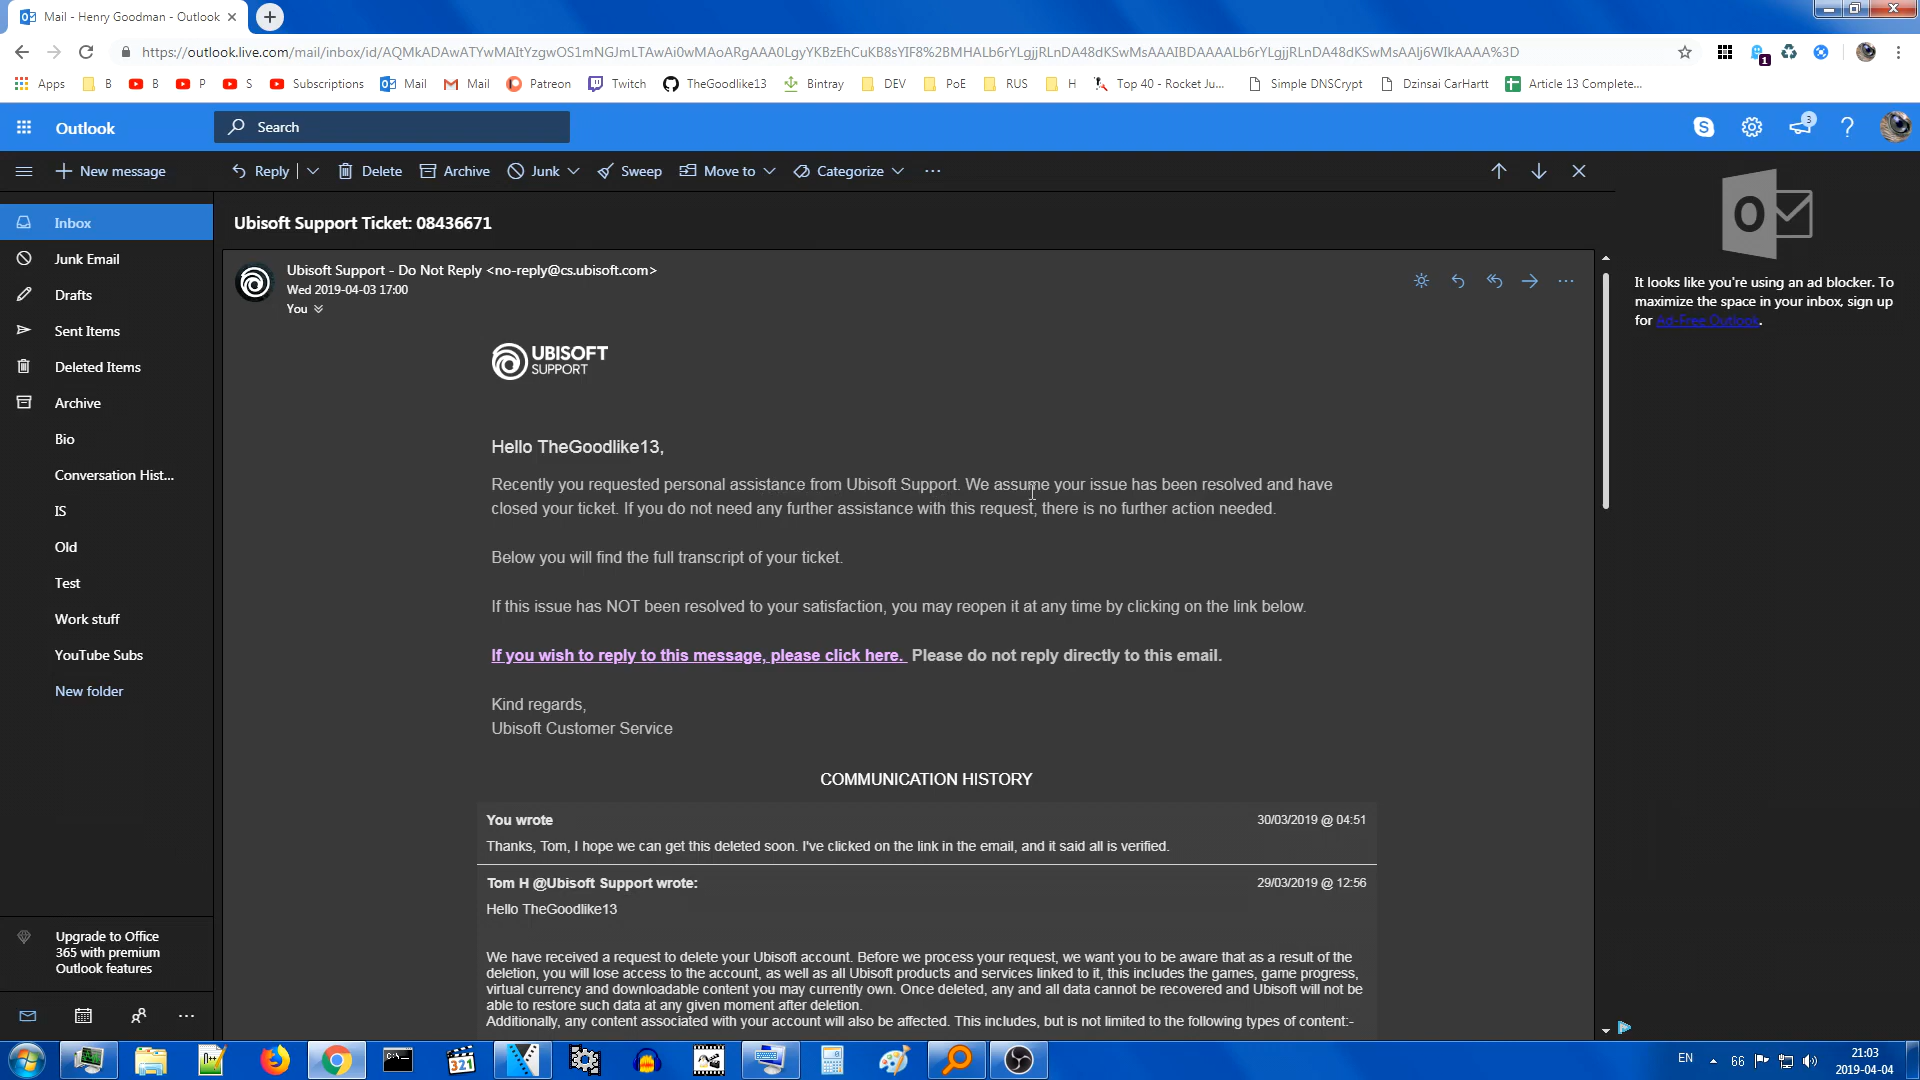 Mail - Henry Goodman - Outlook
https://outlook.live.com/mail/inbox/id/AQMkADAwATYwMAItYzgwOS1mNGJmLTAwAi0wMAoARgAAA0LgyYKBzEhCuKB8sYIF8%2BMHALb6rYLgjjRLnDA48dKSwMsAAAIBDAAAALb6rYLgjjRLnDA48dKSwMsAAlj6WIkAAAA%3D
1
Apps B B P S Subscriptions Mail Mail Patreon Twitch TheGoodlike13 Bintray DEV PoE RUS H Top 40 - Rocket Ju... Simple DNSCrypt Dzinsai CarHartt Article 13 Complete...
Outlook
Search
3
New message
Reply
Delete
Archive
Junk
Sweep
Move to
Categorize
Inbox
Junk Email
Drafts
Sent Items
Deleted Items
Archive
Bio
Conversation Hist...
IS
Old
Test
Work stuff
YouTube Subs
New folder
Upgrade to Office
365 with premium
Outlook features
Ubisoft Support Ticket: 08436671
Ubisoft Support - Do Not Reply <no-reply@cs.ubisoft.com>
Wed 2019-04-03 17:00
You
UBISOFT
SUPPORT
Hello TheGoodlike13,
Recently you requested personal assistance from Ubisoft Support. We assume your issue has been resolved and have
closed your ticket. If you do not need any further assistance with this request, there is no further action needed.
Below you will find the full transcript of your ticket.
If this issue has NOT been resolved to your satisfaction, you may reopen it at any time by clicking on the link below.
If you wish to reply to this message, please click here. Please do not reply directly to this email.
Kind regards,
Ubisoft Customer Service
COMMUNICATION HISTORY
You wrote 30/03/2019 @ 04:51
Thanks, Tom, I hope we can get this deleted soon. I've clicked on the link in the email, and it said all is verified.
Tom H @Ubisoft Support wrote: 29/03/2019 @ 12:56
Hello TheGoodlike13
We have received a request to delete your Ubisoft account. Before we process your request, we want you to be aware that as a result of the
deletion, you will lose access to the account, as well as all Ubisoft products and services linked to it, this includes the games, game progress,
virtual currency and downloadable content you may currently own. Once deleted, any and all data cannot be recovered and Ubisoft will not be
able to restore such data at any given moment after deletion.
Additionally, any content associated with your account will also be affected. This includes, but is not limited to the following types of content:-
It looks like you're using an ad blocker. To
maximize the space in your inbox, sign up
for Ad-Free Outlook.
EN
66
21:03
2019-04-04